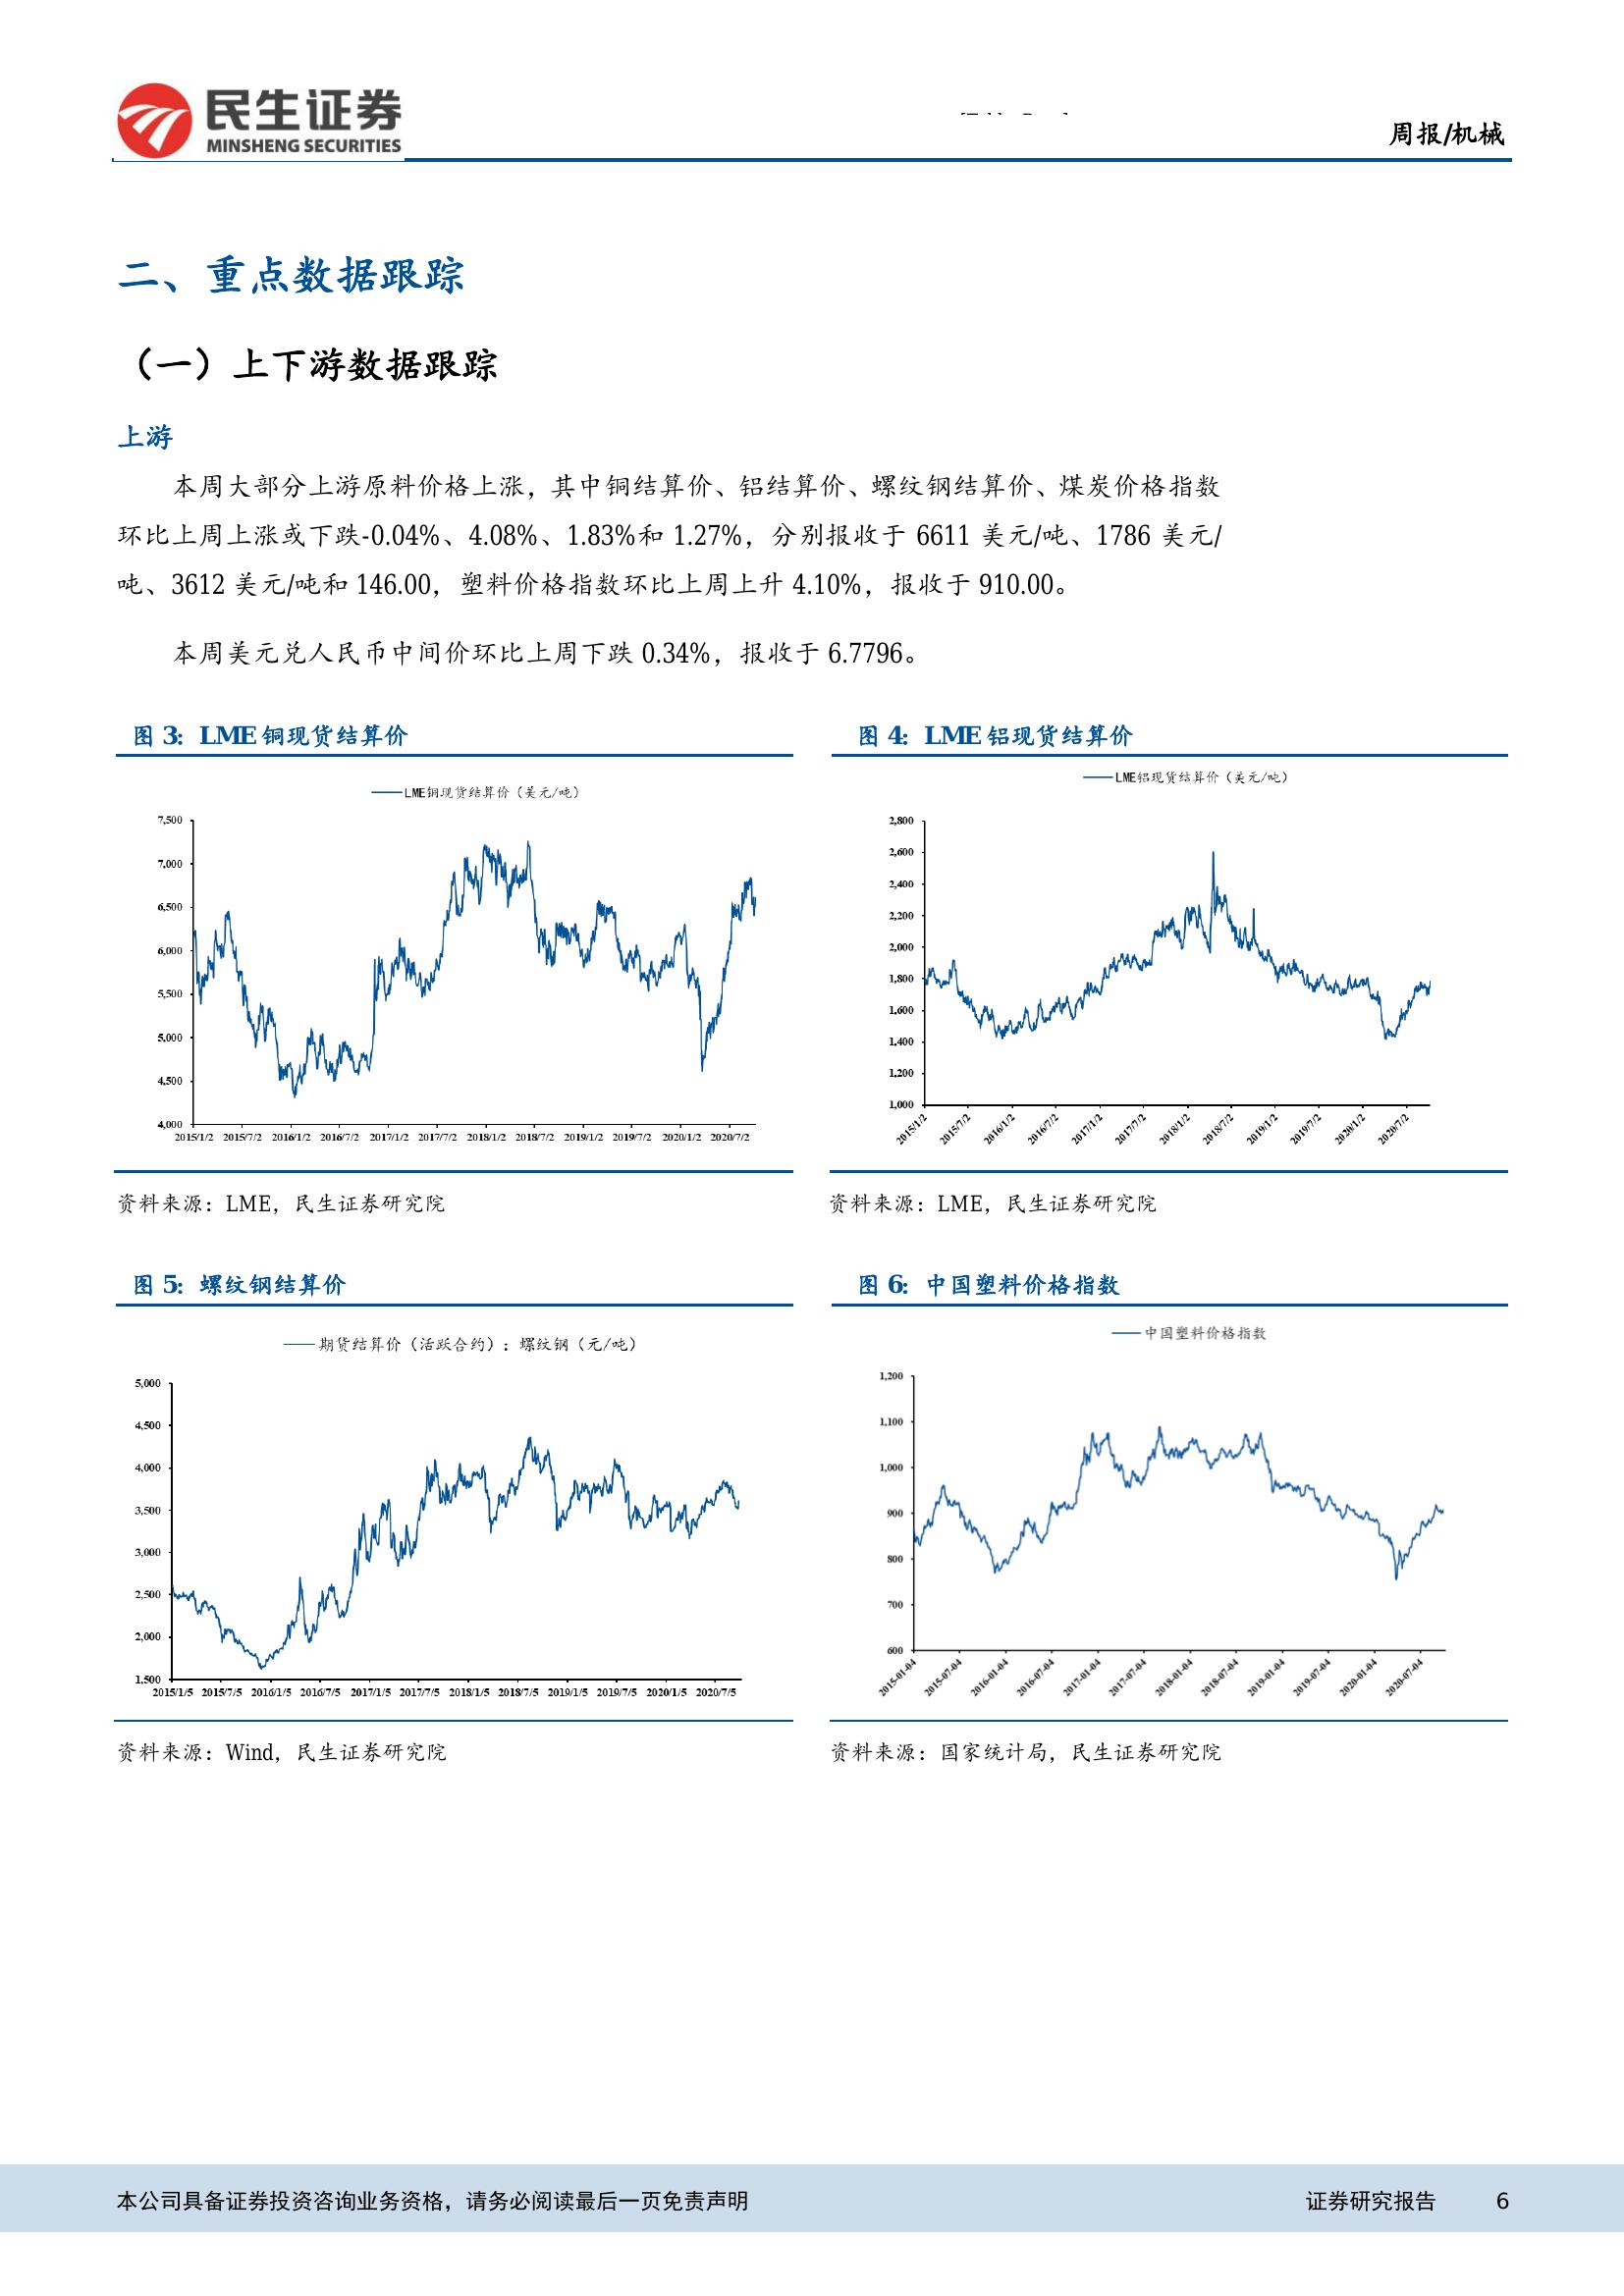 民生证券
MINSHENG SECURITIES
周报/机械
二、重点数据跟踪
（一）上下游数据跟踪
上游
本周大部分上游原料价格上涨，其中铜结算价、铝结算价、螺纹钢结算价、煤炭价格指数
环比上周上涨或下跌-0.04%、4.08%、1.83%和 1.27%，分别报收于 6611 美元/吨、1786 美元/
吨、3612 美元/吨和 146.00，塑料价格指数环比上周上升 4.10%，报收于 910.00。
本周美元兑人民币中间价环比上周下跌 0.34%，报收于 6.7796。
图 3：LME 铜现货结算价
LME铜现货结算价（美元/吨）
7,500
7,000
6,500
6,000
5,500
5,000
4,500
4,000
2015/1/2 2015/7/2 2016/1/2 2016/7/2 2017/1/2 2017/7/2 2018/1/2 2018/7/2 2019/1/2 2019/7/2 2020/1/2 2020/7/2
资料来源：LME，民生证券研究院
图 4：LME 铝现货结算价
LME铝现货结算价（美元/吨）
2,800
2,600
2,400
2,200
2,000
1,800
1,600
1,400
1,200
1,000
2015/1/2 2015/7/2 2016/1/2 2016/7/2 2017/1/2 2017/7/2 2018/1/2 2018/7/2 2019/1/2 2019/7/2 2020/1/2 2020/7/2
资料来源：LME，民生证券研究院
图 5：螺纹钢结算价
期货结算价（活跃合约）：螺纹钢（元/吨）
5,000
4,500
4,000
3,500
3,000
2,500
2,000
1,500
2015/1/5 2015/7/5 2016/1/5 2016/7/5 2017/1/5 2017/7/5 2018/1/5 2018/7/5 2019/1/5 2019/7/5 2020/1/5 2020/7/5
资料来源：Wind，民生证券研究院
图 6：中国塑料价格指数
中国塑料价格指数
1,200
1,100
1,000
900
800
700
600
2015-01-04 2015-07-04 2016-01-04 2016-07-04 2017-01-04 2017-07-04 2018-01-04 2018-07-04 2019-01-04 2019-07-04 2020-01-04 2020-07-04
资料来源：国家统计局，民生证券研究院
本公司具备证券投资咨询业务资格，请务必阅读最后一页免责声明
证券研究报告 6